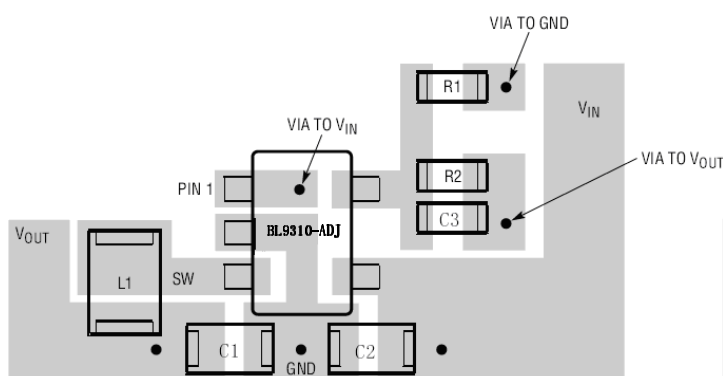 VIA TO GND
R1
VIN
VIA TO VIN
VIA TO VOUT
PIN 1
R2
C3
BL9310-ADJ
VOUT
L1
SW
C1
GND
C2